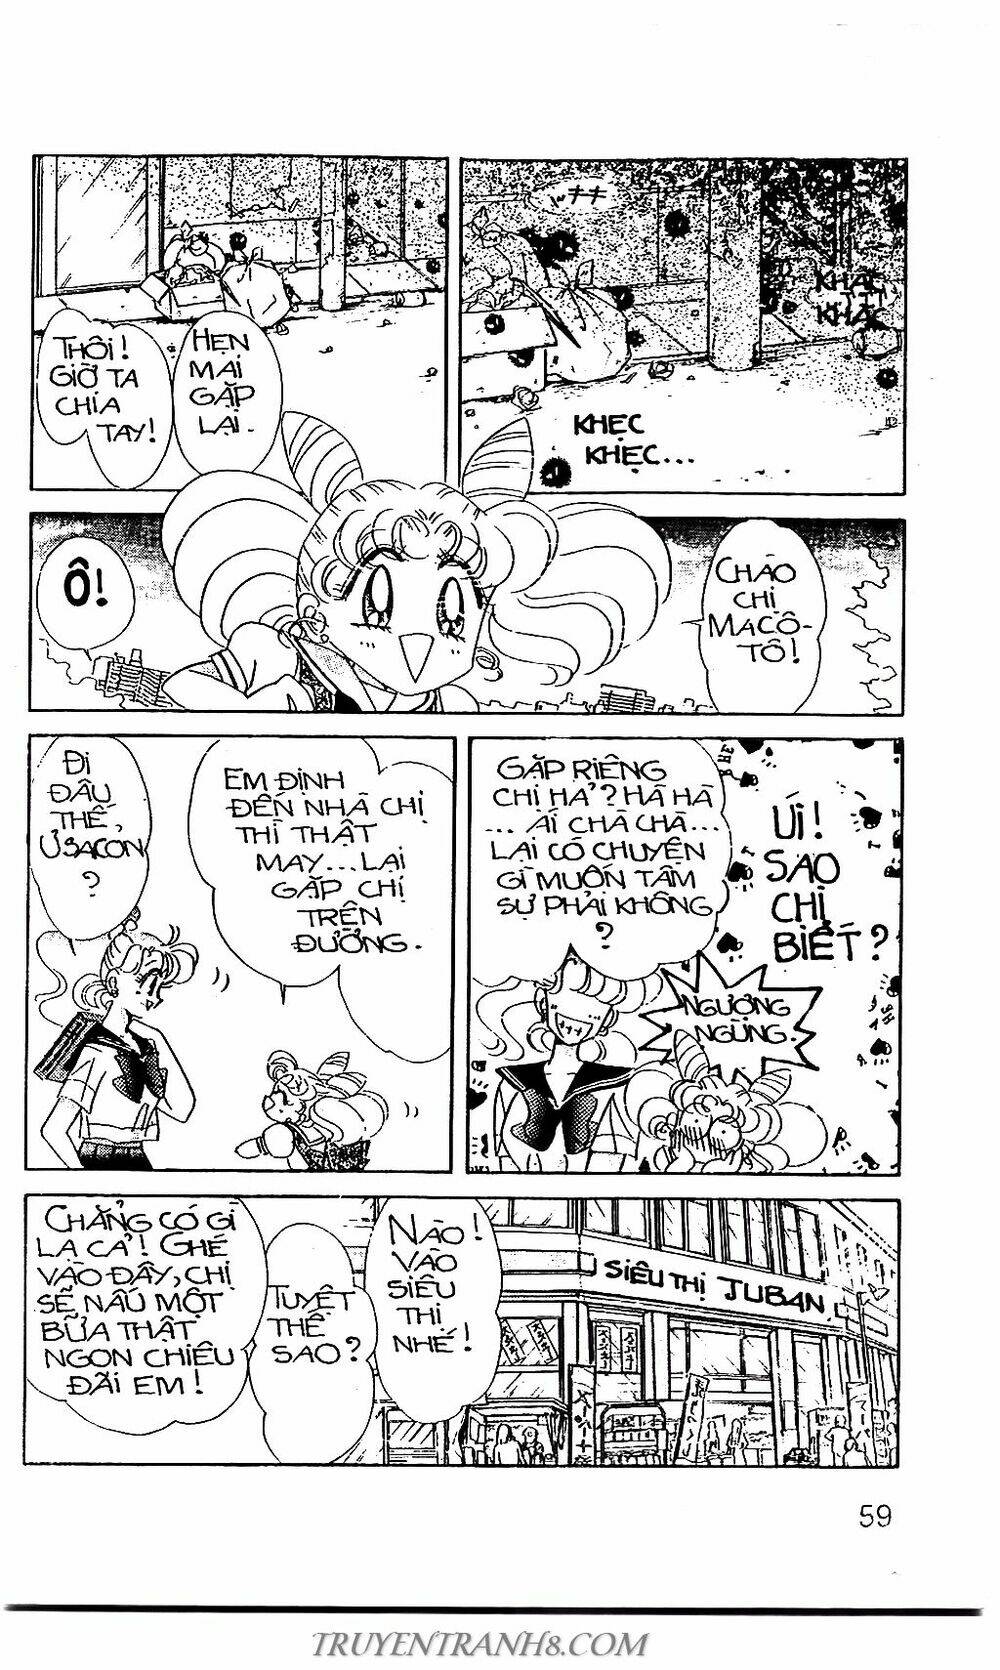 THÔI!
GIỜ TA
CHIA
TAY!
HẸN
MAI
GẶP
LẠI.
KHẸC
KHẸC...
KHẶC
KHẶC
Ô!
CHÀO
CHỊ
MACÔ-
TÔ!
ĐI
ĐÂU
THẾ,
ỬSACON
?
EM ĐỊNH
ĐẾN NHÀ CHỊ
THÌ THẬT
MAY... LẠI
GẶP CHỊ
TRÊN
ĐƯỜNG.
GẶP RIÊNG
CHỊ HẢ? HÀ HÀ
... ÁI CHÀ CHÀ...
LẠI CÓ CHUYỆN
GÌ MUỐN TÂM
SỰ PHẢI KHÔNG
?
ÚI!
SAO
CHỊ
BIẾT?
NGƯỢNG
NGÙNG.
CHẲNG CÓ GÌ
LẠ CẢ! GHÉ
VÀO ĐÂY, CHỊ
SẼ NẤU MỘT
BỮA THẬT
NGON CHIÊU
ĐÃI EM!
TUYỆT
THẾ
SAO?
NÀO!
VÀO
SIÊU
THỊ
NHÉ!
SIÊU THỊ JUBAN
59
TRUYENTRANH8.COM